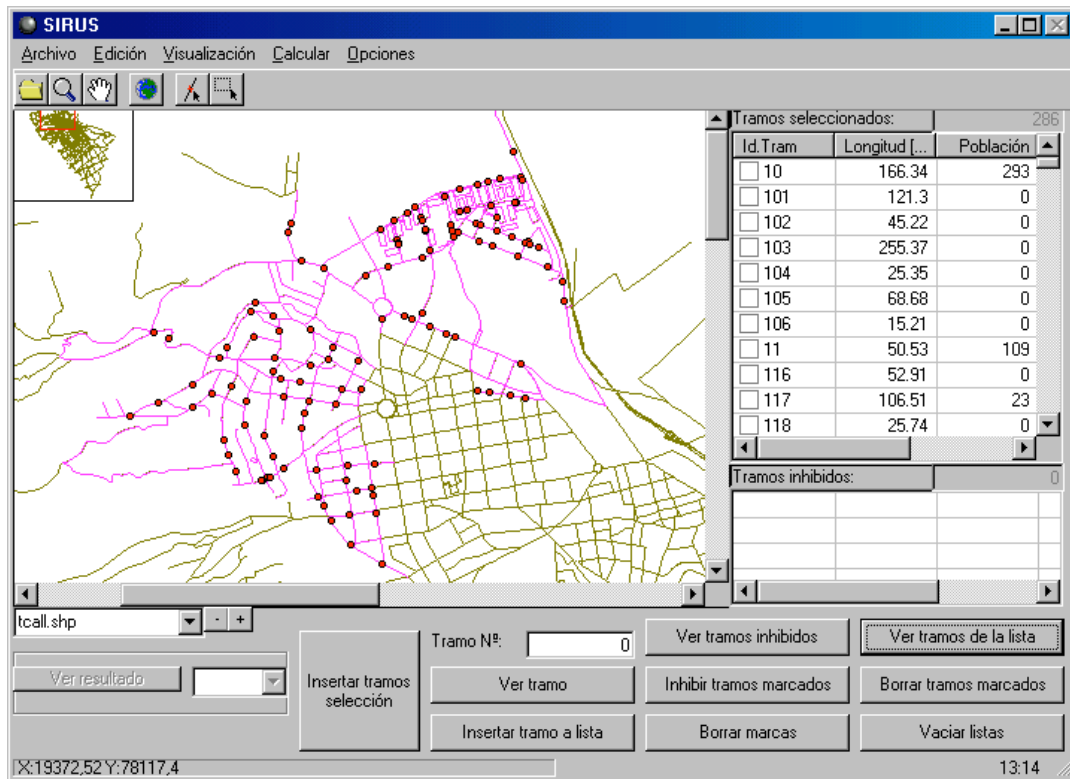 SIRUS
Archivo Edición Visualización Calcular Opciones
Tramos seleccionados: 286
Id.Tram Longitud [... Población
10 166.34 293
101 121.3 0
102 45.22 0
103 255.37 0
104 25.35 0
105 68.68 0
106 15.21 0
11 50.53 109
116 52.91 0
117 106.51 23
118 25.74 0
Tramos inhibidos: 0
tcall.shp - +
Ver resultado
Insertar tramos selección
Tramo Nº: 0
Ver tramo
Insertar tramo a lista
Ver tramos inhibidos
Inhibir tramos marcados
Borrar marcas
Ver tramos de la lista
Borrar tramos marcados
Vaciar listas
X:19372,52 Y:78117,4 13:14